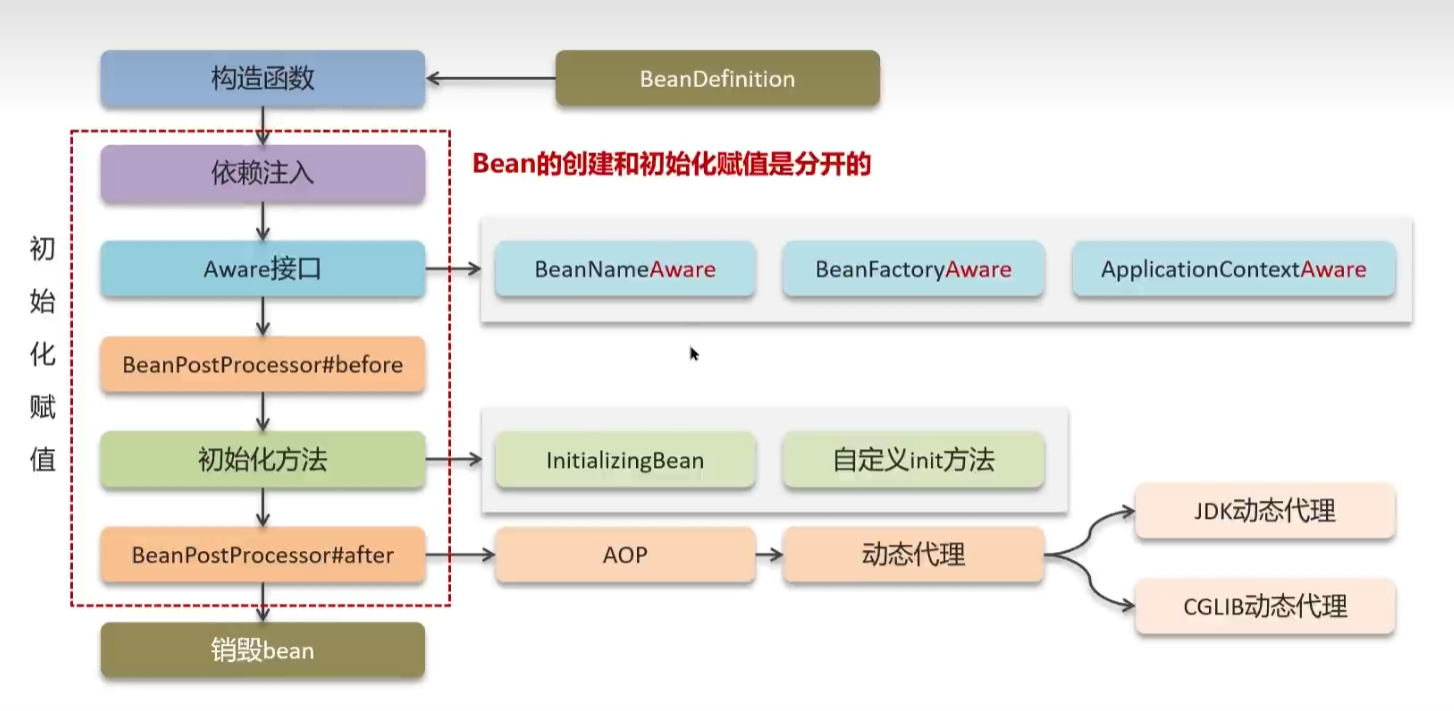 构造函数
BeanDefinition
依赖注入
Bean的创建和初始化赋值是分开的
初始化赋值
Aware接口
BeanNameAware
BeanFactoryAware
ApplicationContextAware
BeanPostProcessor#before
初始化方法
InitializingBean
自定义init方法
BeanPostProcessor#after
AOP
动态代理
JDK动态代理
CGLIB动态代理
销毁bean